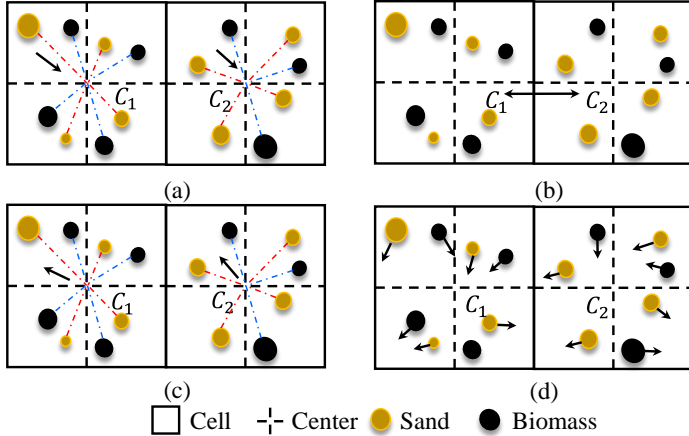 C₁ C₂ C₁ C₂
(a) (b)
C₁ C₂ C₁ C₂
(c) (d)
Cell Center Sand Biomass